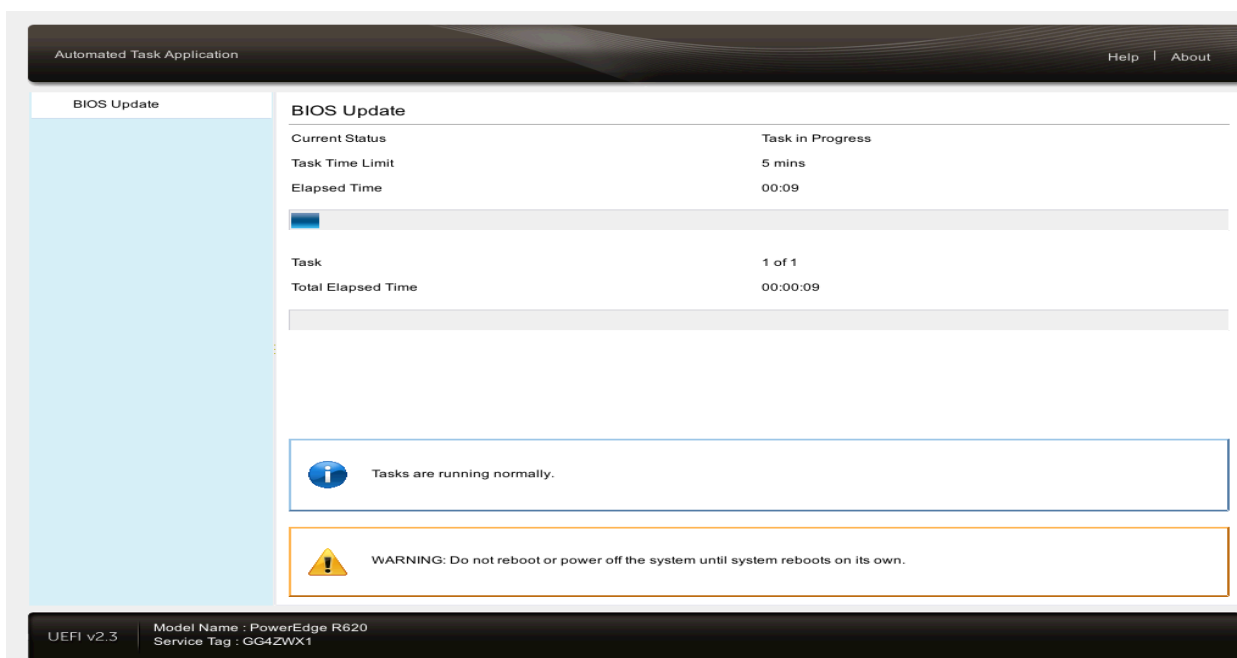 Automated Task Application
Help | About
BIOS Update
BIOS Update
Current Status Task in Progress
Task Time Limit 5 mins
Elapsed Time 00:09
Task 1 of 1
Total Elapsed Time 00:00:09
Tasks are running normally.
WARNING: Do not reboot or power off the system until system reboots on its own.
UEFI v2.3
Model Name : PowerEdge R620
Service Tag : GG4ZWX1